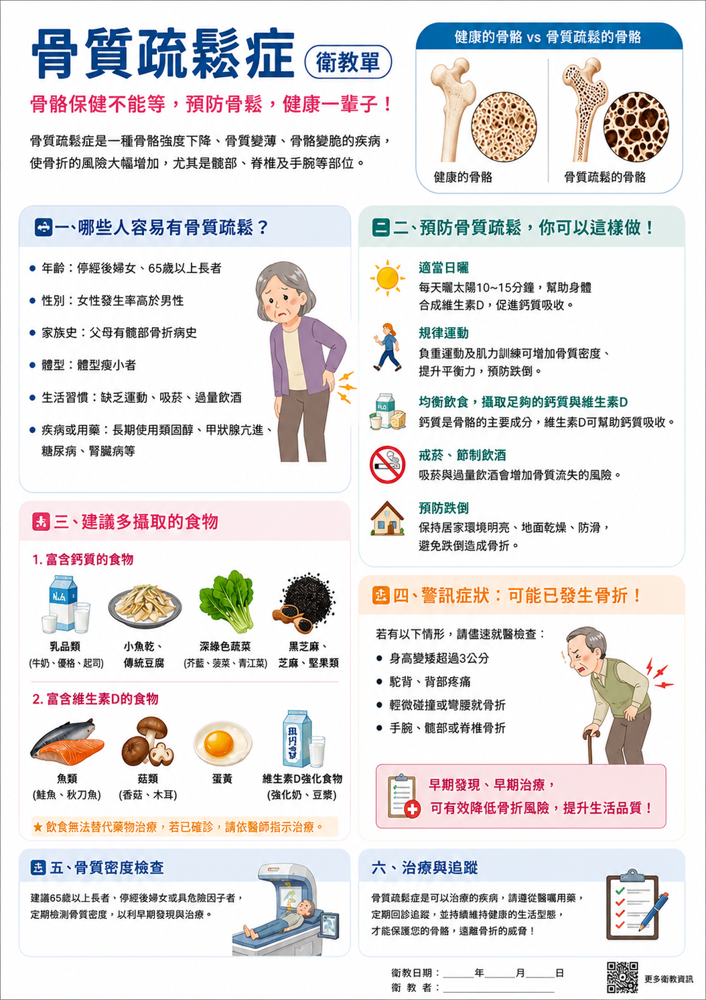 骨質疏鬆症 衛教單
骨骼保健不能等，預防骨鬆，健康一輩子！
骨質疏鬆症是一種骨骼強度下降、骨質變薄、骨骼變脆的疾病，
使骨折的風險大幅增加，尤其是髖部、脊椎及手腕等部位。
健康的骨骼 vs 骨質疏鬆的骨骼
健康的骨骼
骨質疏鬆的骨骼
一、哪些人容易有骨質疏鬆？
年齡：停經後婦女、65歲以上長者
性別：女性發生率高於男性
家族史：父母有髖部骨折病史
體型：體型瘦小者
生活習慣：缺乏運動、吸菸、過量飲酒
疾病或用藥：長期使用類固醇、甲狀腺亢進、
糖尿病、腎臟病等
二 二、預防骨質疏鬆，你可以這樣做！
適當日曬
每天曬太陽10~15分鐘，幫助身體
合成維生素D，促進鈣質吸收。
規律運動
負重運動及肌力訓練可增加骨質密度、
提升平衡力，預防跌倒。
均衡飲食，攝取足夠的鈣質與維生素D
鈣質是骨骼的主要成分，維生素D可幫助鈣質吸收。
戒菸、節制飲酒
吸菸與過量飲酒會增加骨質流失的風險。
預防跌倒
保持居家環境明亮、地面乾燥、防滑，
避免跌倒造成骨折。
三、建議多攝取的食物
1. 富含鈣質的食物
乳品類
(牛奶、優格、起司)
小魚乾、
傳統豆腐
深綠色蔬菜
(芥藍、菠菜、青江菜)
黑芝麻、
芝麻、堅果類
2. 富含維生素D的食物
魚類
(鮭魚、秋刀魚)
菇類
(香菇、木耳)
蛋黃
維生素D強化食物
(強化奶、豆漿)
★ 飲食無法替代藥物治療，若已確診，請依醫師指示治療。
四、警訊症狀：可能已發生骨折！
若有以下情形，請儘速就醫檢查：
身高變矮超過3公分
駝背、背部疼痛
輕微碰撞或彎腰就骨折
手腕、髖部或脊椎骨折
早期發現、早期治療，
可有效降低骨折風險，提升生活品質！
五、骨質密度檢查
建議65歲以上長者、停經後婦女或具危險因子者，
定期檢測骨質密度，以利早期發現與治療。
六、治療與追蹤
骨質疏鬆症是可以治療的疾病，請遵從醫囑用藥，
定期回診追蹤，並持續維持健康的生活型態，
才能保護您的骨骼，遠離骨折的威脅！
衛教日期：______年______月______日
衛 教 者：____________________
更多衛教資訊